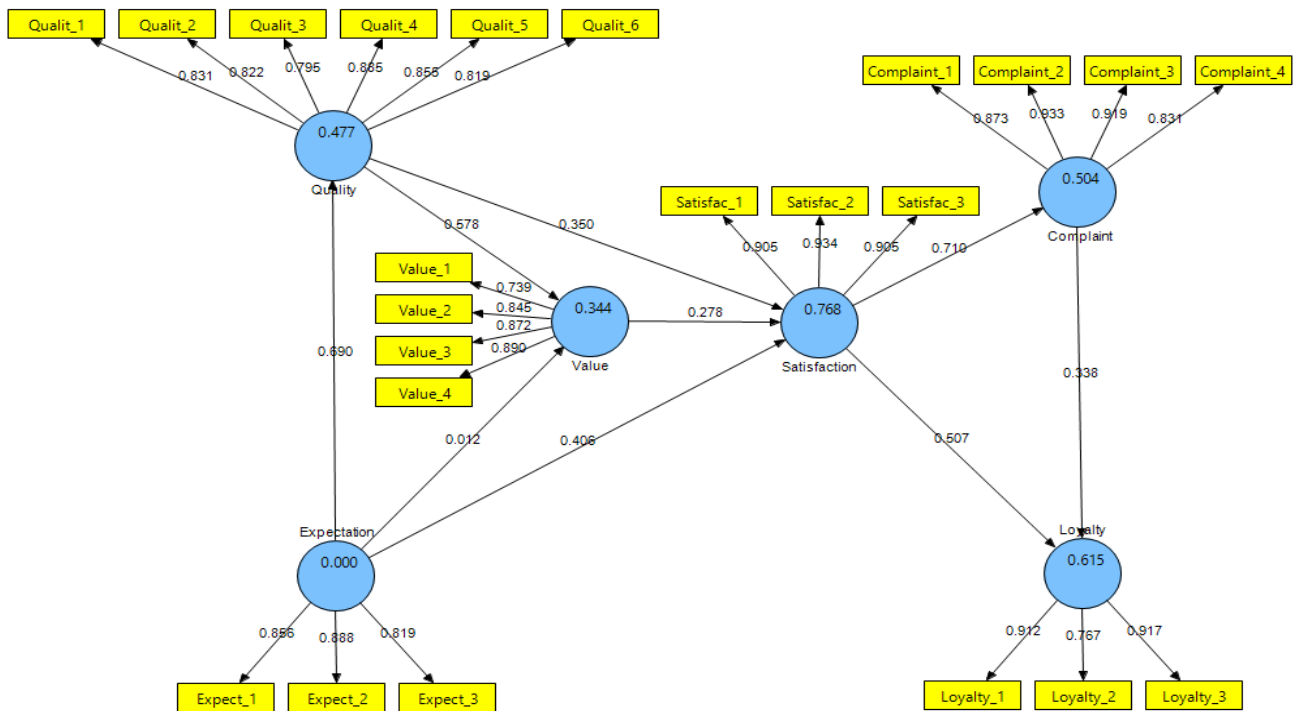 Qualit_1
Qualit_2
Qualit_3
Qualit_4
Qualit_5
Qualit_6
0.831
0.822
0.795
0.885
0.855
0.819
0.477
Quality
Complaint_1
Complaint_2
Complaint_3
Complaint_4
0.873
0.933
0.919
0.831
0.504
Complaint
0.578
0.350
Satisfac_1
Satisfac_2
Satisfac_3
0.905
0.934
0.905
0.710
Value_1
Value_2
Value_3
Value_4
0.739
0.845
0.872
0.890
0.344
Value
0.278
0.768
Satisfaction
0.690
0.012
0.406
0.507
0.338
Expectation
0.000
0.856
0.888
0.819
Expect_1
Expect_2
Expect_3
Loyalty
0.615
0.912
0.767
0.917
Loyalty_1
Loyalty_2
Loyalty_3